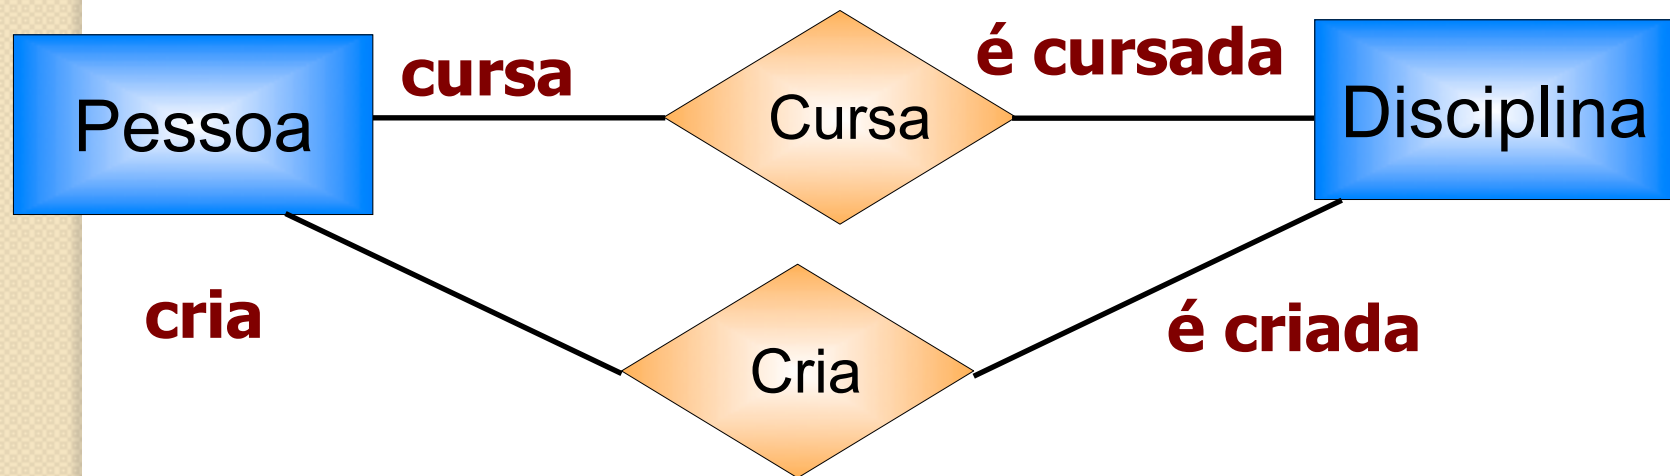 Pessoa
cursa
Cursa
é cursada
Disciplina
cria
Cria
é criada